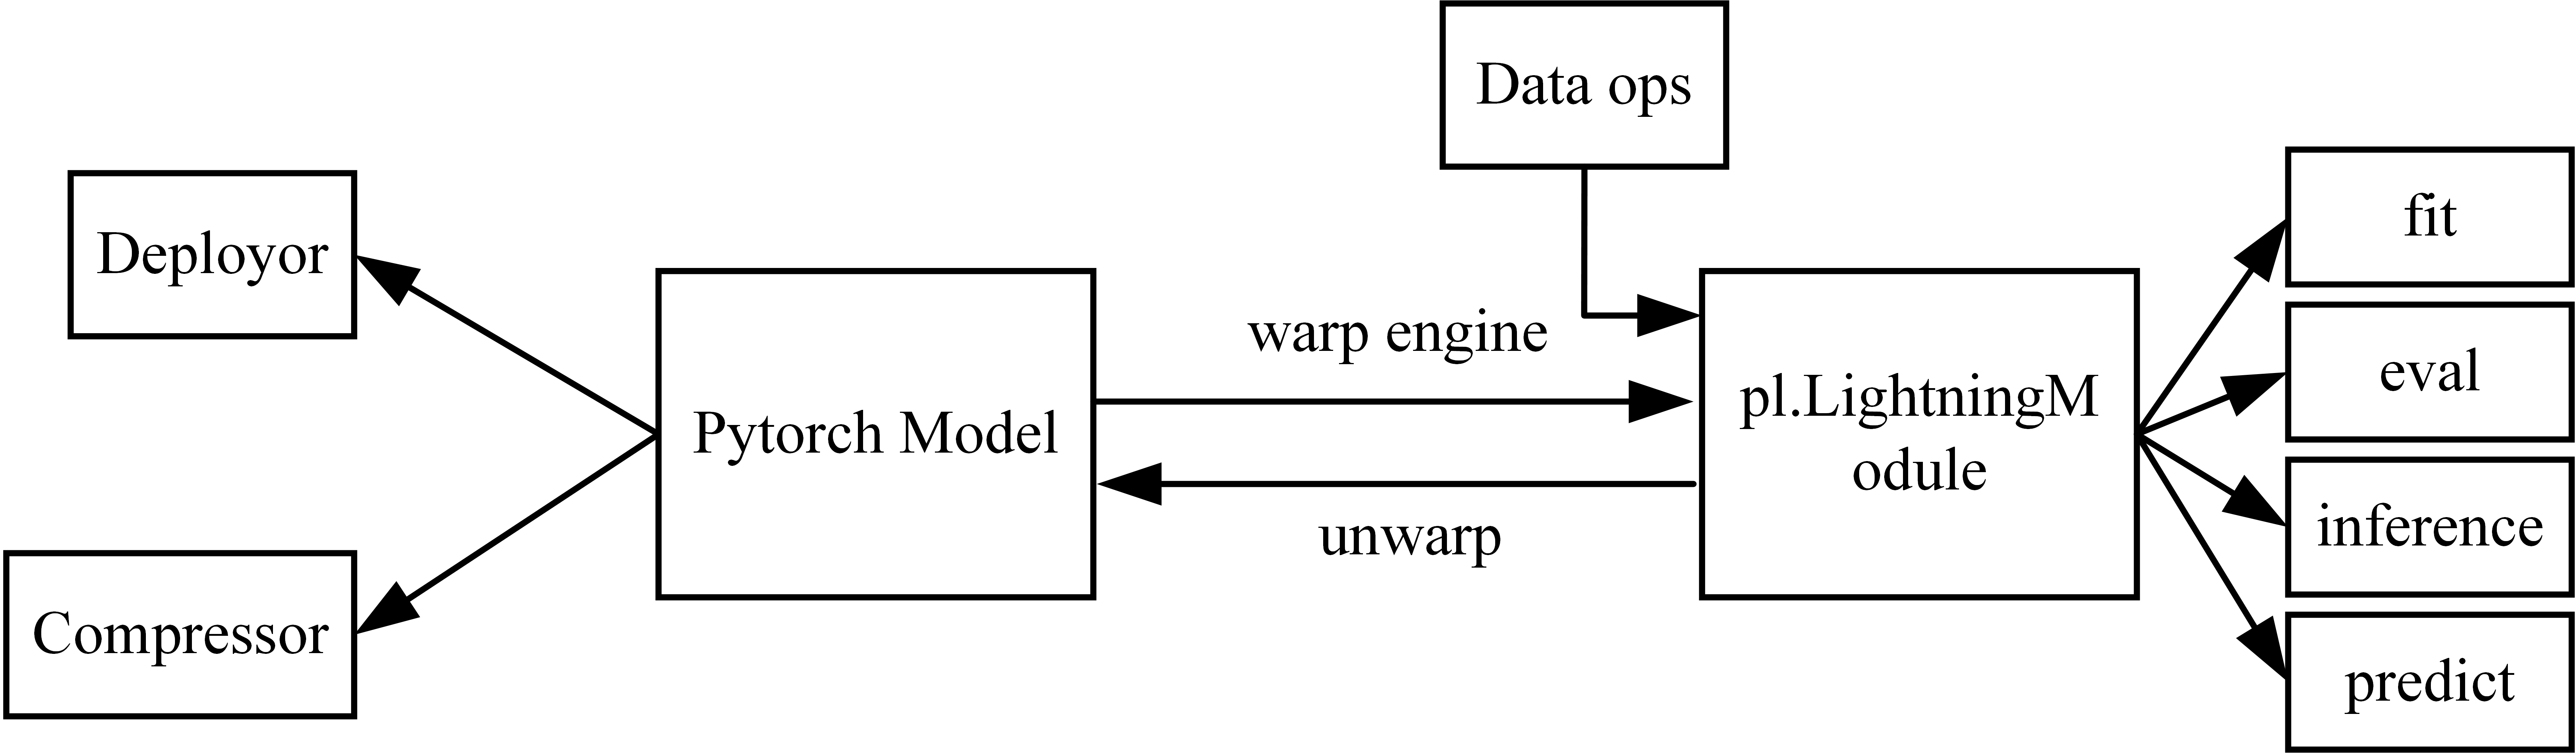 Data ops
Deployor
Compressor
Pytorch Model
warp engine
unwarp
pl.LightningM
odule
fit
eval
inference
predict